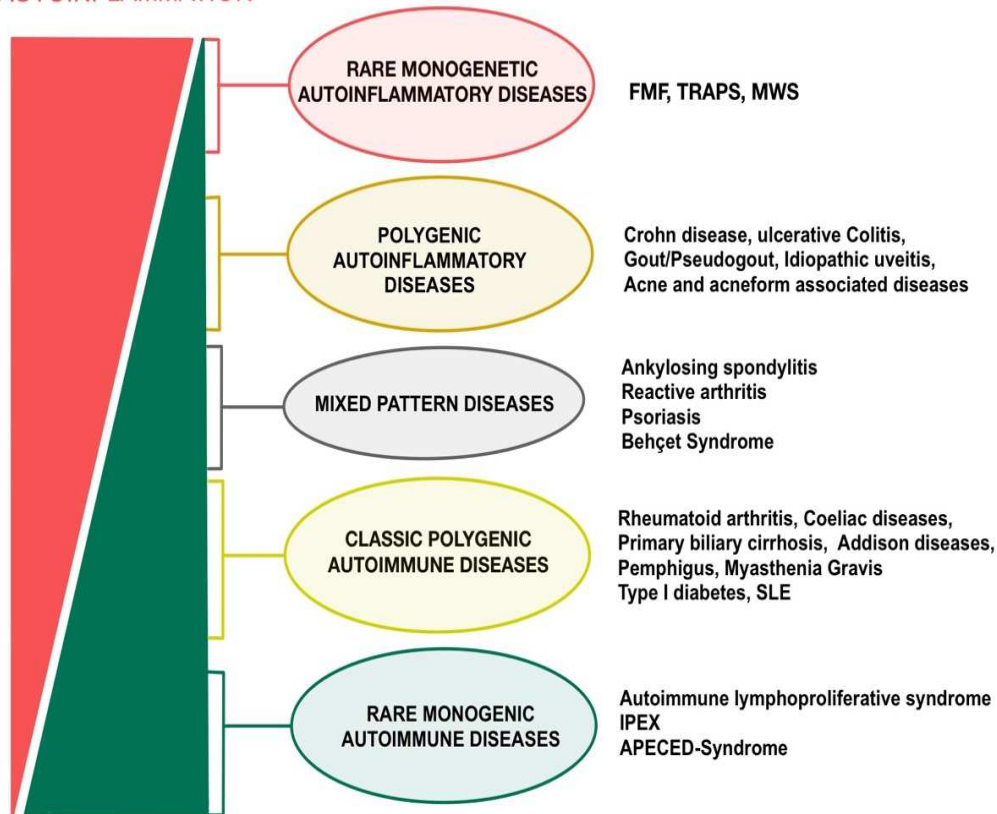 RARE MONOGENETIC
AUTOINFLAMMATORY DISEASES
FMF, TRAPS, MWS
POLYGENIC
AUTOINFLAMMATORY
DISEASES
Crohn disease, ulcerative Colitis,
Gout/Pseudogout, Idiopathic uveitis,
Acne and acneform associated diseases
MIXED PATTERN DISEASES
Ankylosing spondylitis
Reactive arthritis
Psoriasis
Behçet Syndrome
CLASSIC POLYGENIC
AUTOIMMUNE DISEASES
Rheumatoid arthritis, Coeliac diseases,
Primary biliary cirrhosis, Addison diseases,
Pemphigus, Myasthenia Gravis
Type I diabetes, SLE
RARE MONOGENIC
AUTOIMMUNE DISEASES
Autoimmune lymphoproliferative syndrome
IPEX
APECED-Syndrome